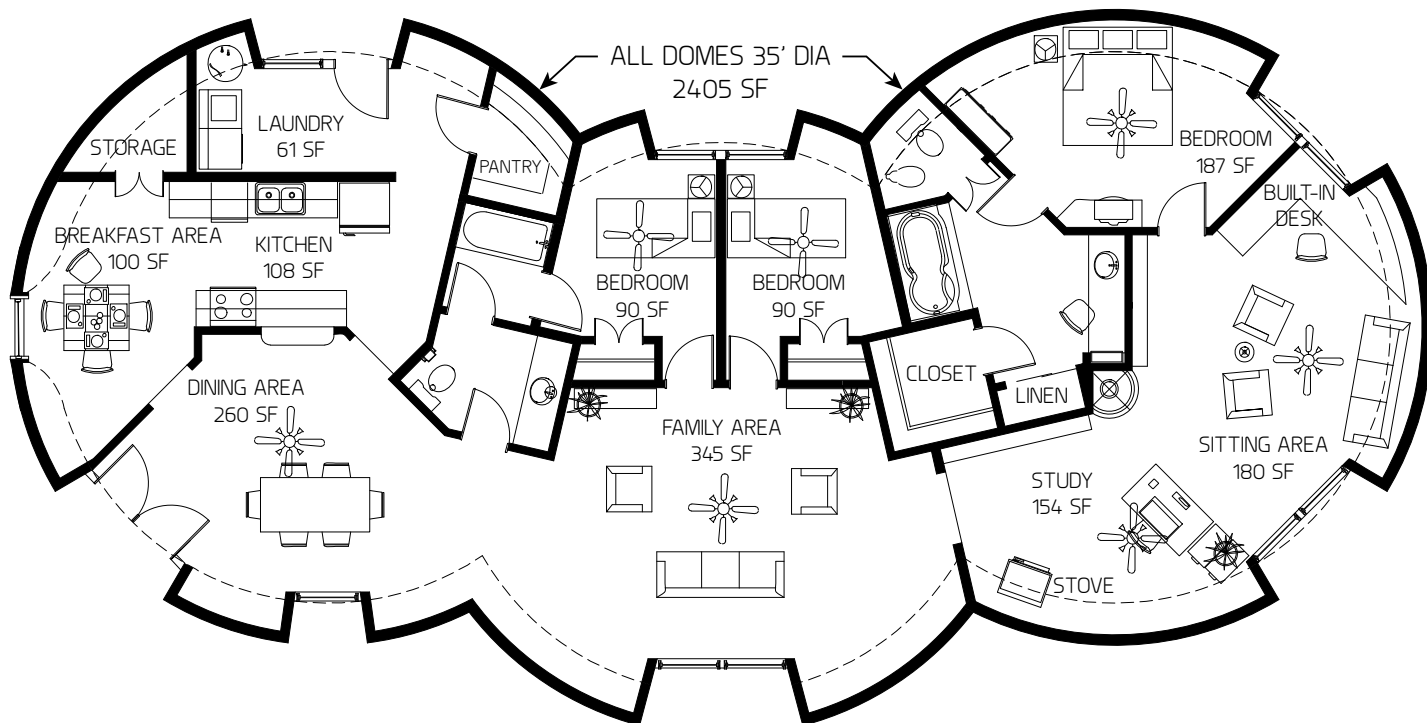 ALL DOMES 35' DIA
2405 SF
LAUNDRY
61 SF
STORAGE
PANTRY
BREAKFAST AREA
100 SF
KITCHEN
108 SF
BEDROOM
90 SF
BEDROOM
90 SF
BEDROOM
187 SF
BUILT-IN
DESK
DINING AREA
260 SF
FAMILY AREA
345 SF
CLOSET
LINEN
SITTING AREA
180 SF
STUDY
154 SF
STOVE